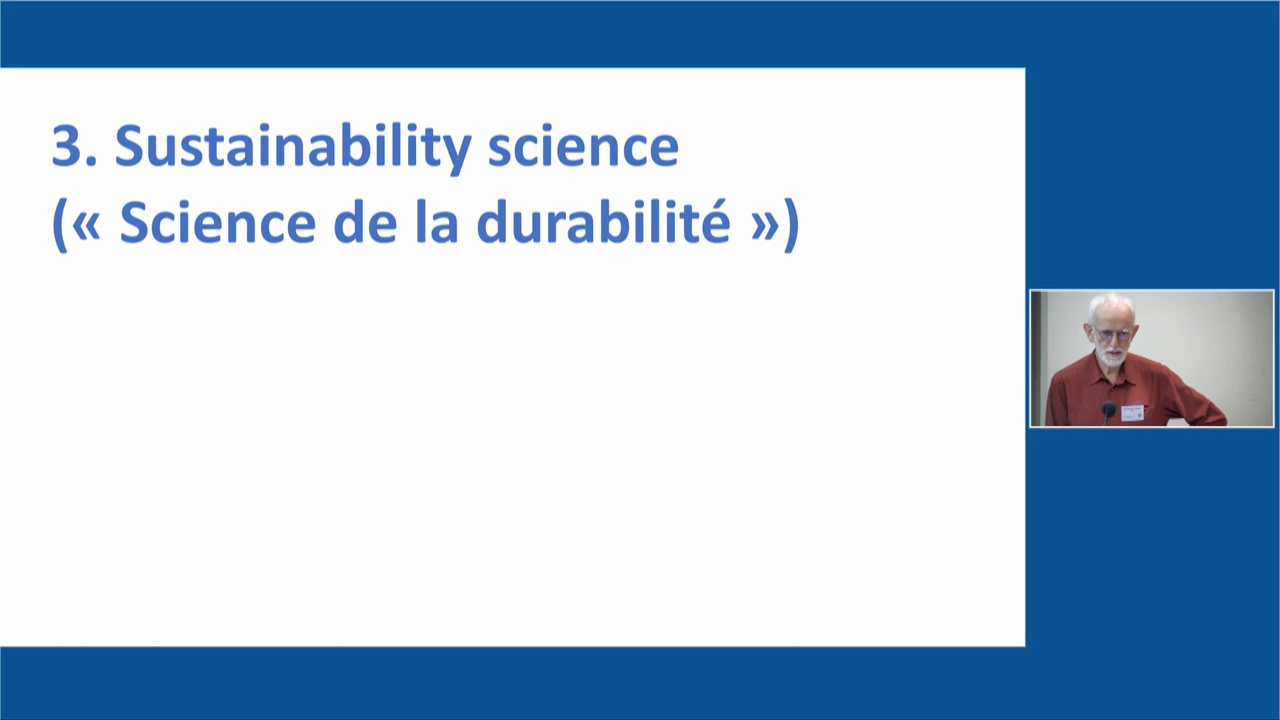 3. Sustainability science
(« Science de la durabilité »)